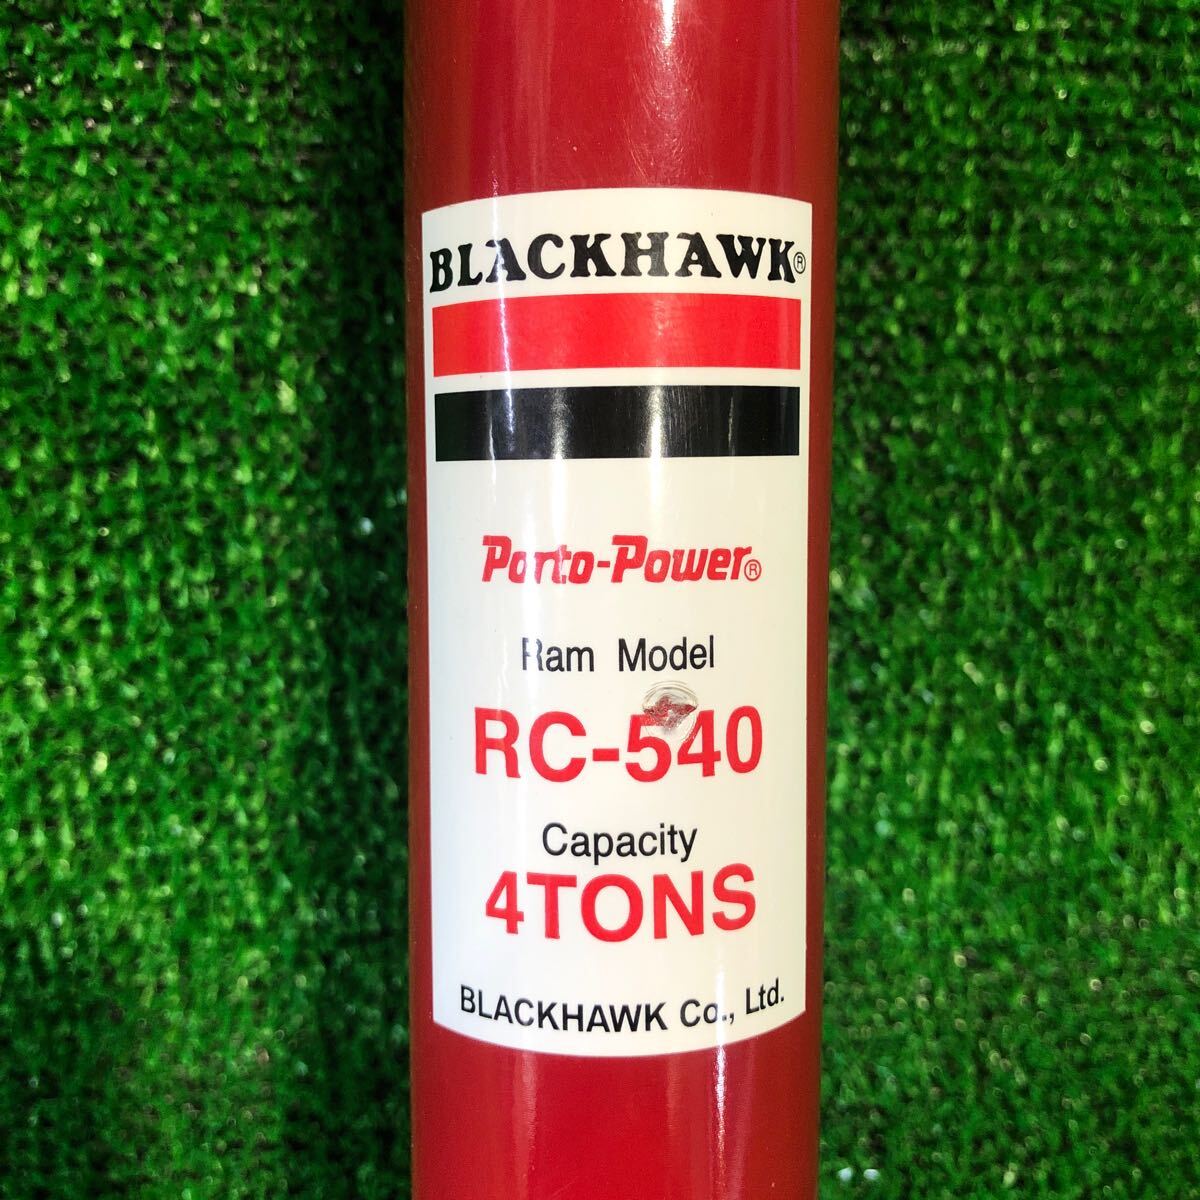 BLACKHAWK®
Porto-Power®
Ram Model
RC-540
Capacity
4TONS
BLACKHAWK Co., Ltd.